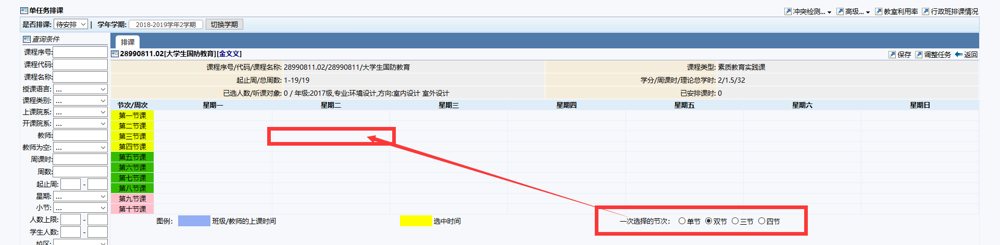 单任务排课
冲突检测... 高级... 教室利用率 行政班排课情况
是否排课: 待安排 | 学年学期: 2018-2019学年2学期 切换学期
查询条件
课程序号:
课程代码:
课程名称:
授课语言: ...
课程类别: ...
上课院系: ...
开课院系: ...
教师:
教师为空: ...
周课时:
周数:
起止周: -
星期: ...
小节: ...
人数上限: -
学生人数: -
校区:
排课
28990811.02[大学生国防教育][金文义]
保存 调整任务 返回
课程序号/代码/课程名称: 28990811.02/28990811/大学生国防教育 课程类型: 素质教育实践课
起止周/总周数: 1-19/19 学分/周课时/理论总学时: 2/1.5/32
已选人数/听课对象: 0 / 年级:2017级,专业:环境设计,方向:室内设计 室外设计 已安排课时: 0
节次/周次 星期一 星期二 星期三 星期四 星期五 星期六 星期日
第一节课
第二节课
第三节课
第四节课
第五节课
第六节课
第七节课
第八节课
第九节课
第十节课
图例: 班级/教师的上课时间 选中时间 一次选择的节次: 单节 双节 三节 四节